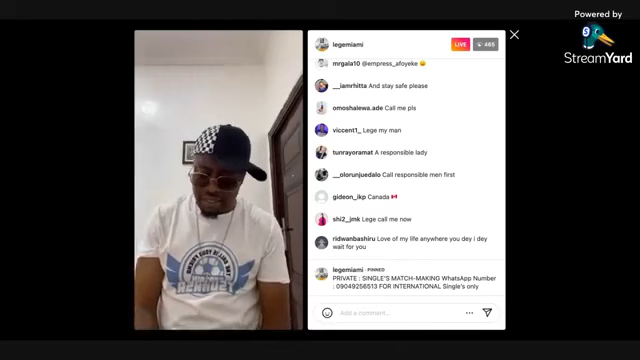 Powered by
StreamYard
legemiami
LIVE
465
mrgala10 @empress_afoyeke
__iamrhitta And stay safe please
omoshalewa.ade Call me pls
viccent1_ Lege my man
tunrayoramat A responsible lady
__olorunjuedalo Call responsible men first
gideon_ikp Canada
shi2_jmk Lege call me now
ridwanbashiru Love of my life anywhere you dey i dey
wait for you
legemiami · PINNED
PRIVATE : SINGLE'S MATCH-MAKING WhatsApp Number
: 09049256513 FOR INTERNATIONAL Single's only
Add a comment...